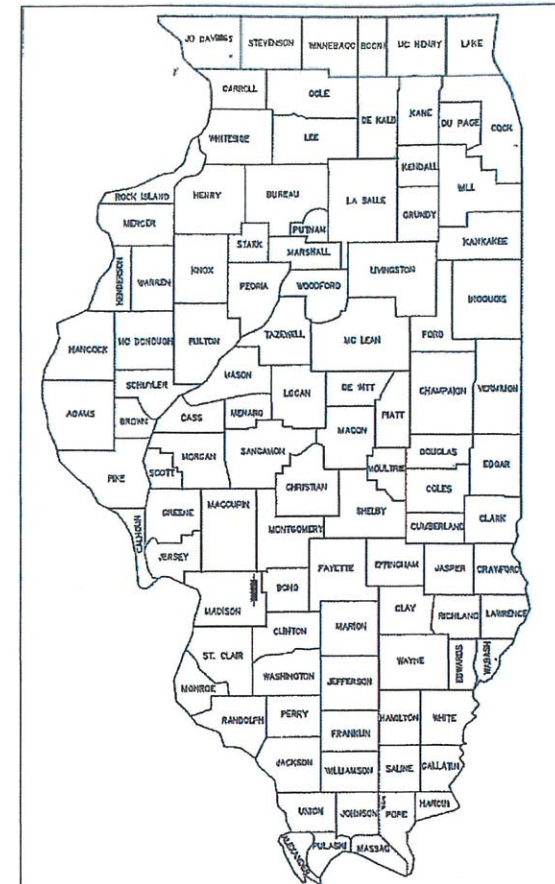 JO DAVIESS STEVENSON WINNEBAGO BOONE MC HENRY LAKE
CARROLL OGLE DE KALB KANE DU PAGE COOK
WHITESIDE LEE KENDALL WILL
ROCK ISLAND HENRY BUREAU LA SALLE GRUNDY
MERCER PUTNAM KANKAKEE
HENDERSON WARREN KNOX STARK MARSHALL LIVINGSTON
PEORIA WOODFORD IROQUOIS
HANCOCK MC DONOUGH FULTON TAZEWELL MC LEAN FORD
SCHUYLER MASON LOGAN DE WITT CHAMPAIGN VERMILION
ADAMS BROWN CASS MENARD MACON PIATT
PIKE SCOTT MORGAN SANGAMON MOULTRIE DOUGLAS EDGAR
CHRISTIAN COLES
CALHOUN GREENE MACOUPIN MONTGOMERY SHELBY CUMBERLAND CLARK
JERSEY FAYETTE EFFINGHAM JASPER CRAWFORD
MADISON BOND CLAY RICHLAND LAWRENCE
CLINTON MARION
ST. CLAIR WASHINGTON WAYNE EDWARDS WABASH
MONROE JEFFERSON
RANDOLPH PERRY FRANKLIN HAMILTON WHITE
JACKSON WILLIAMSON SALINE GALLATIN
UNION JOHNSON POPE HARDIN
ALEXANDER PULASKI MASSAC